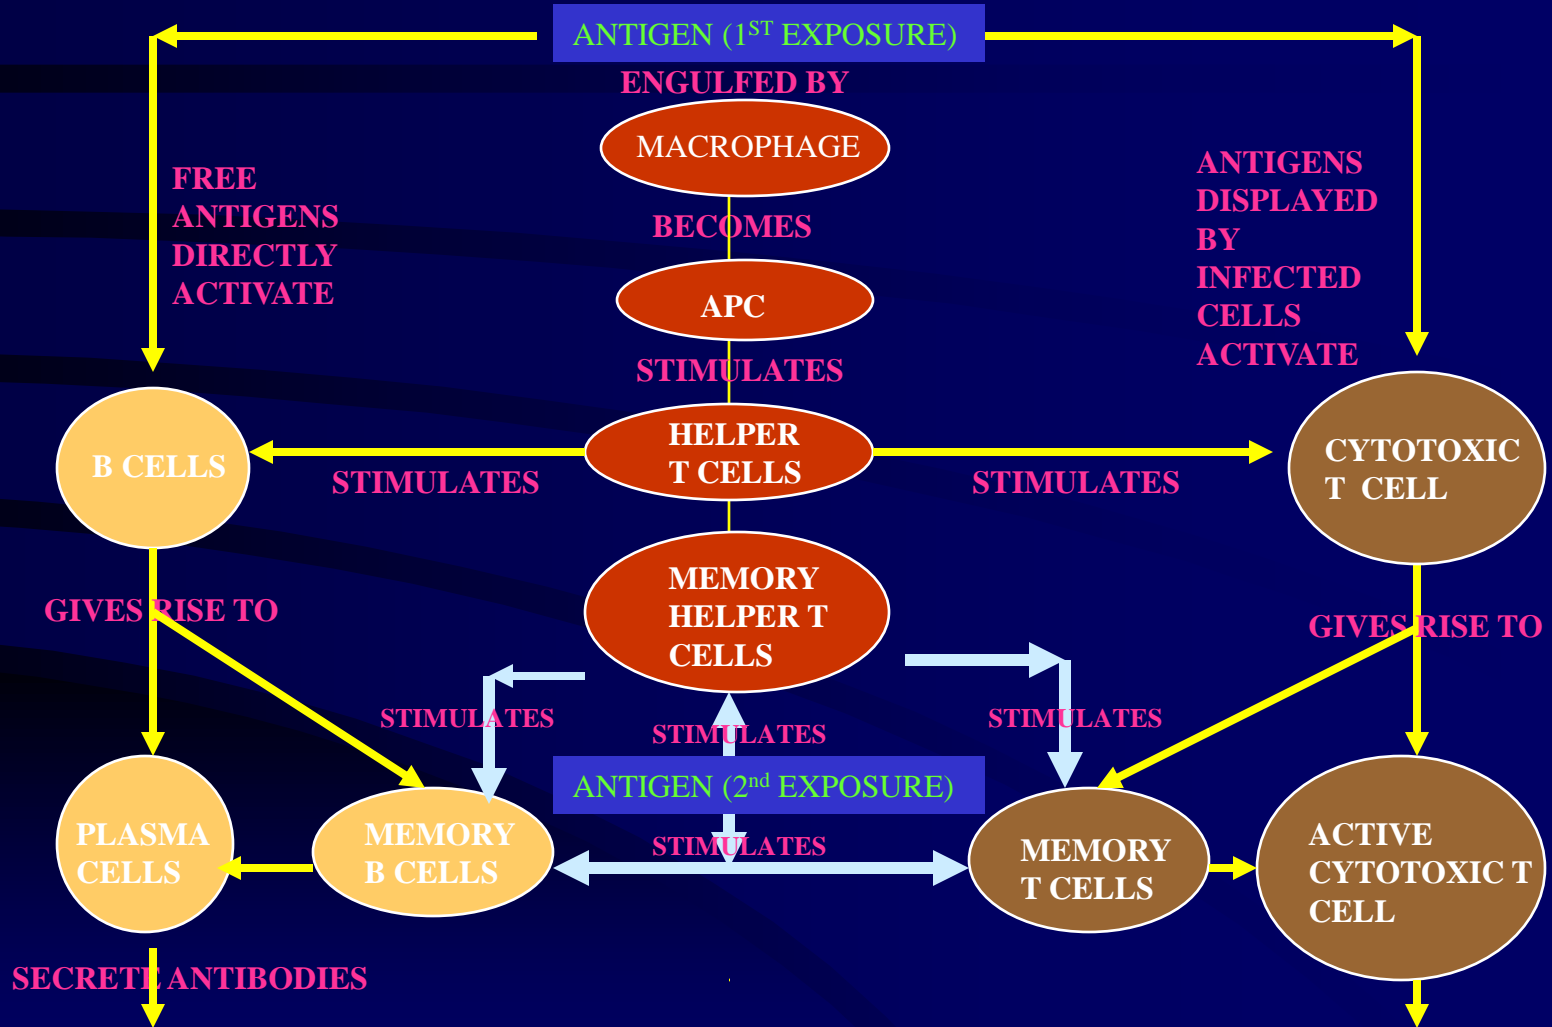 ANTIGEN (1ST EXPOSURE)
ENGULFED BY
MACROPHAGE
FREE
ANTIGENS
DIRECTLY
ACTIVATE
BECOMES
ANTIGENS
DISPLAYED
BY
INFECTED
CELLS
ACTIVATE
APC
STIMULATES
B CELLS
STIMULATES
HELPER
T CELLS
STIMULATES
CYTOTOXIC
T CELL
GIVES RISE TO
MEMORY
HELPER T
CELLS
GIVES RISE TO
STIMULATES
STIMULATES
STIMULATES
ANTIGEN (2nd EXPOSURE)
STIMULATES
PLASMA
CELLS
MEMORY
B CELLS
MEMORY
T CELLS
ACTIVE
CYTOTOXIC T
CELL
SECRETE ANTIBODIES